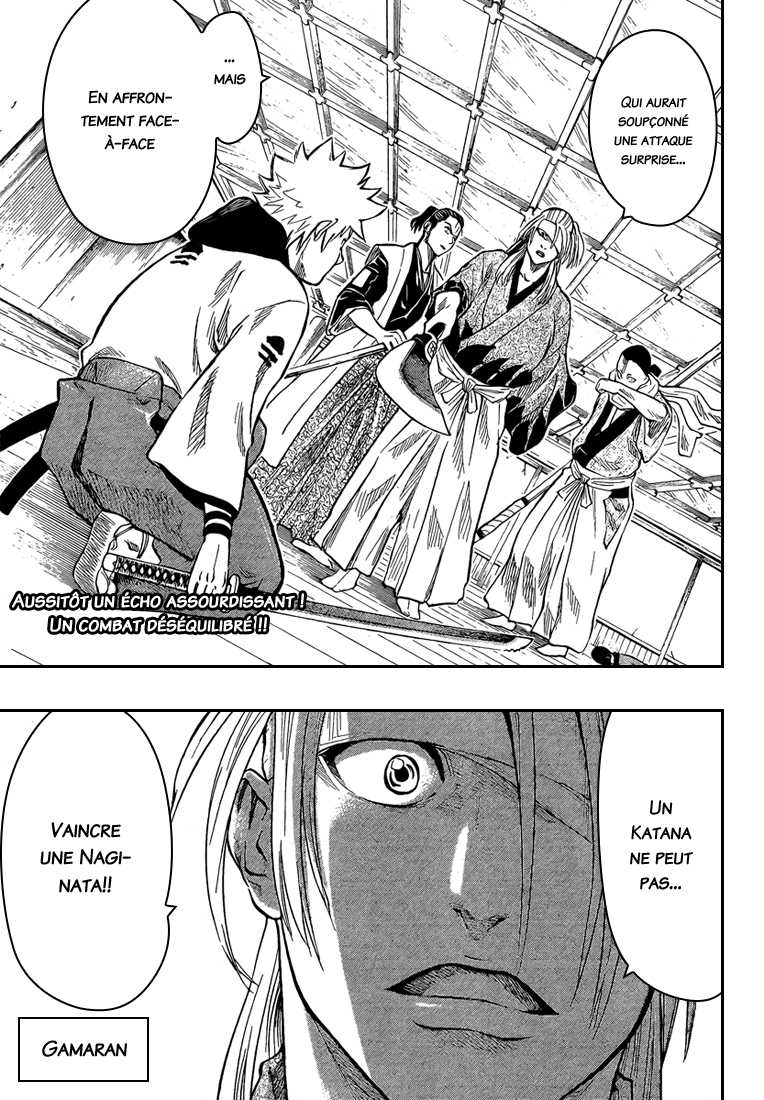 Qui aurait
soupçonné
une attaque
surprise...
...
mais
En affron-
tement face-
à-face
Aussitôt un écho assourdissant !
Un combat déséquilibré !!
Un
Katana
ne peut
pas...
Vaincre
une Nagi-
nata!!
Gamaran